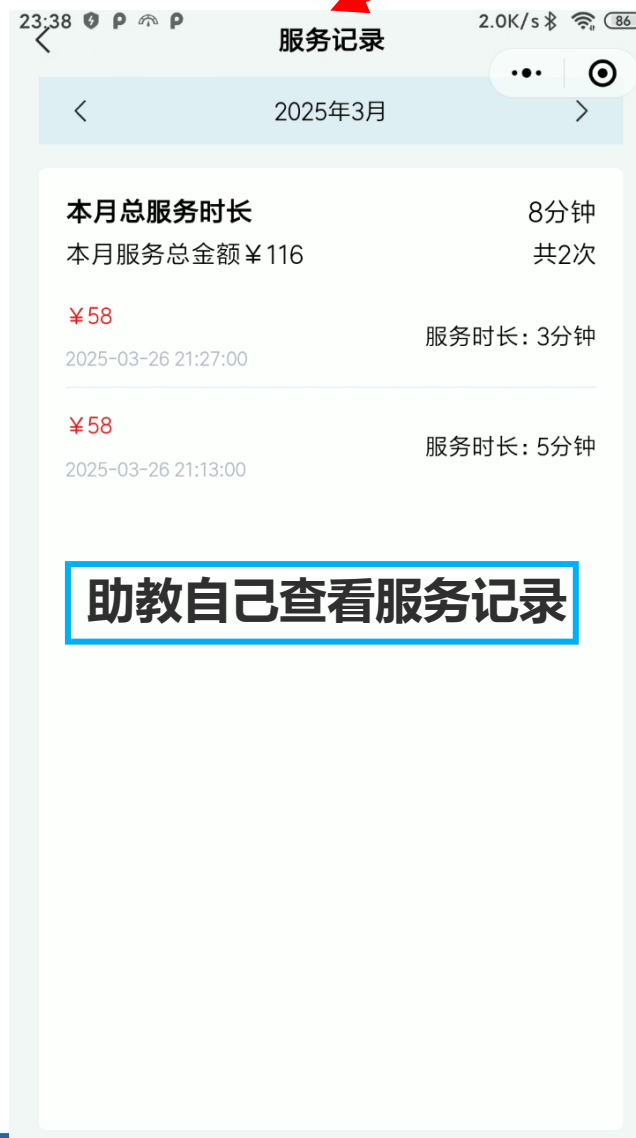 23:38 P P 2.0K/s 86
服务记录
2025年3月
本月总服务时长 8分钟
本月服务总金额￥116 共2次
￥58
服务时长：3分钟
2025-03-26 21:27:00
￥58
服务时长：5分钟
2025-03-26 21:13:00
助教自己查看服务记录